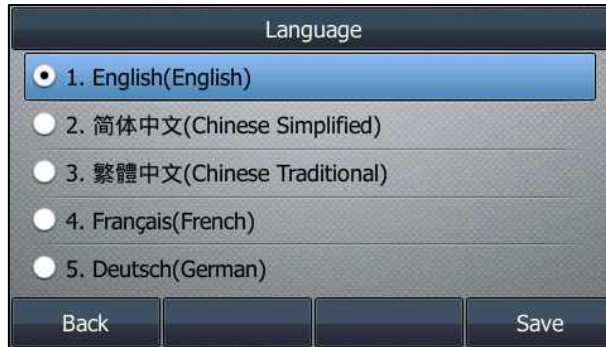 Language
1. English(English)
2. 简体中文(Chinese Simplified)
3. 繁體中文(Chinese Traditional)
4. Français(French)
5. Deutsch(German)
Back Save